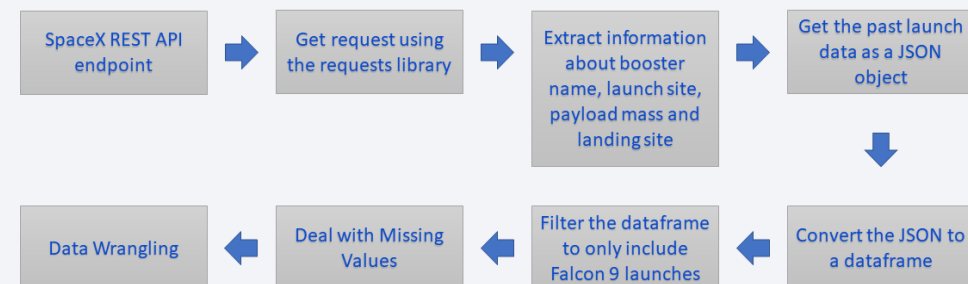 SpaceX REST API
endpoint
Get request using
the requests library
Extract information
about booster
name, launch site,
payload mass and
landing site
Get the past launch
data as a JSON
object
Convert the JSON to
a dataframe
Filter the dataframe
to only include
Falcon 9 launches
Deal with Missing
Values
Data Wrangling